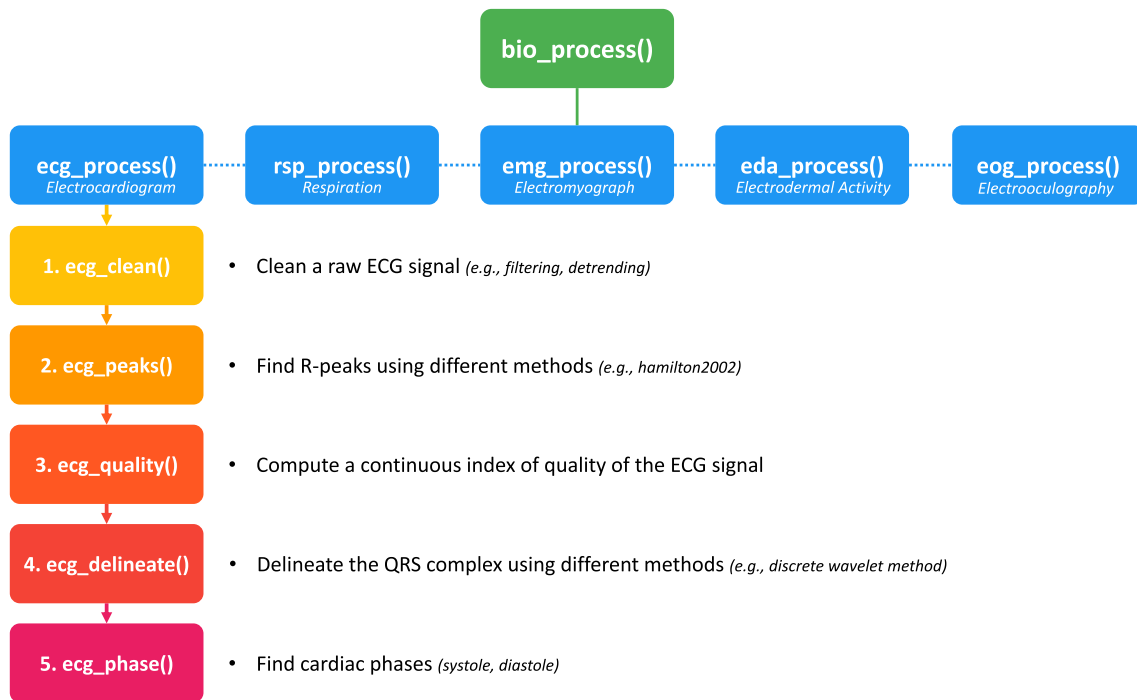 bio_process()
ecg_process()
Electrocardiogram
rsp_process()
Respiration
emg_process()
Electromyograph
eda_process()
Electrodermal Activity
eog_process()
Electrooculography
1. ecg_clean()
• Clean a raw ECG signal (e.g., filtering, detrending)
2. ecg_peaks()
• Find R-peaks using different methods (e.g., hamilton2002)
3. ecg_quality()
• Compute a continuous index of quality of the ECG signal
4. ecg_delineate()
• Delineate the QRS complex using different methods (e.g., discrete wavelet method)
5. ecg_phase()
• Find cardiac phases (systole, diastole)